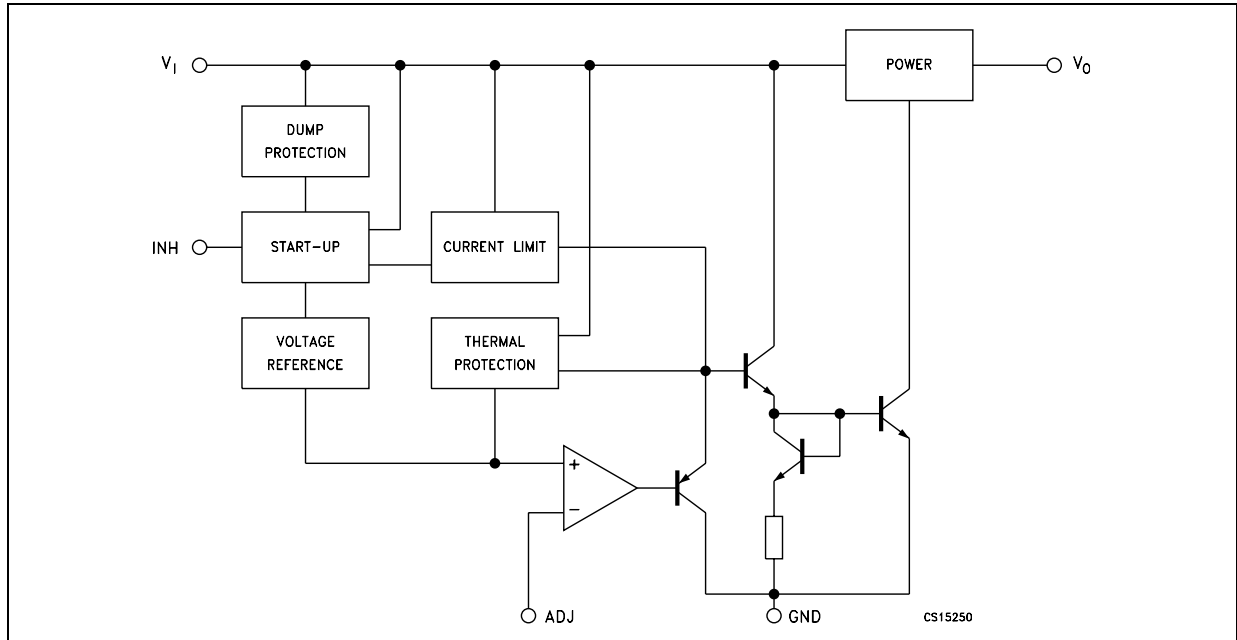 V_I
POWER
V_O
DUMP
PROTECTION
INH
START-UP
CURRENT LIMIT
VOLTAGE
REFERENCE
THERMAL
PROTECTION
+
−
ADJ
GND
CS15250